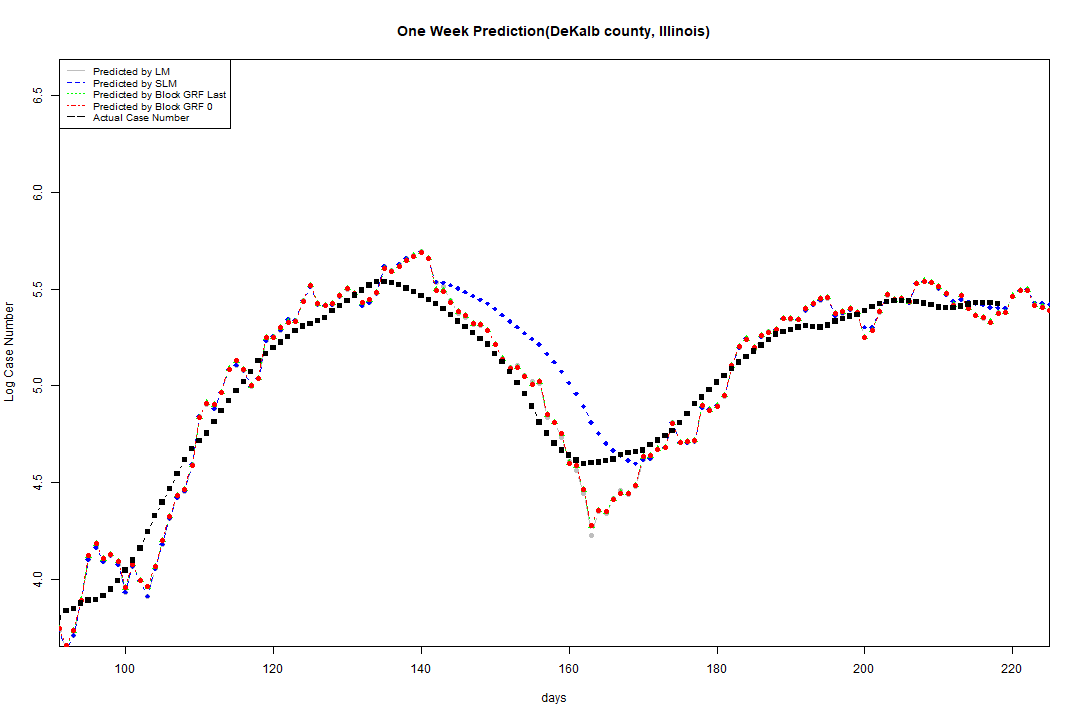 One Week Prediction(DeKalb county, Illinois)
Predicted by LM
Predicted by SLM
Predicted by Block GRF Last
Predicted by Block GRF 0
Actual Case Number
6.5
6.0
5.5
5.0
4.5
4.0
Log Case Number
100 120 140 160 180 200 220
days